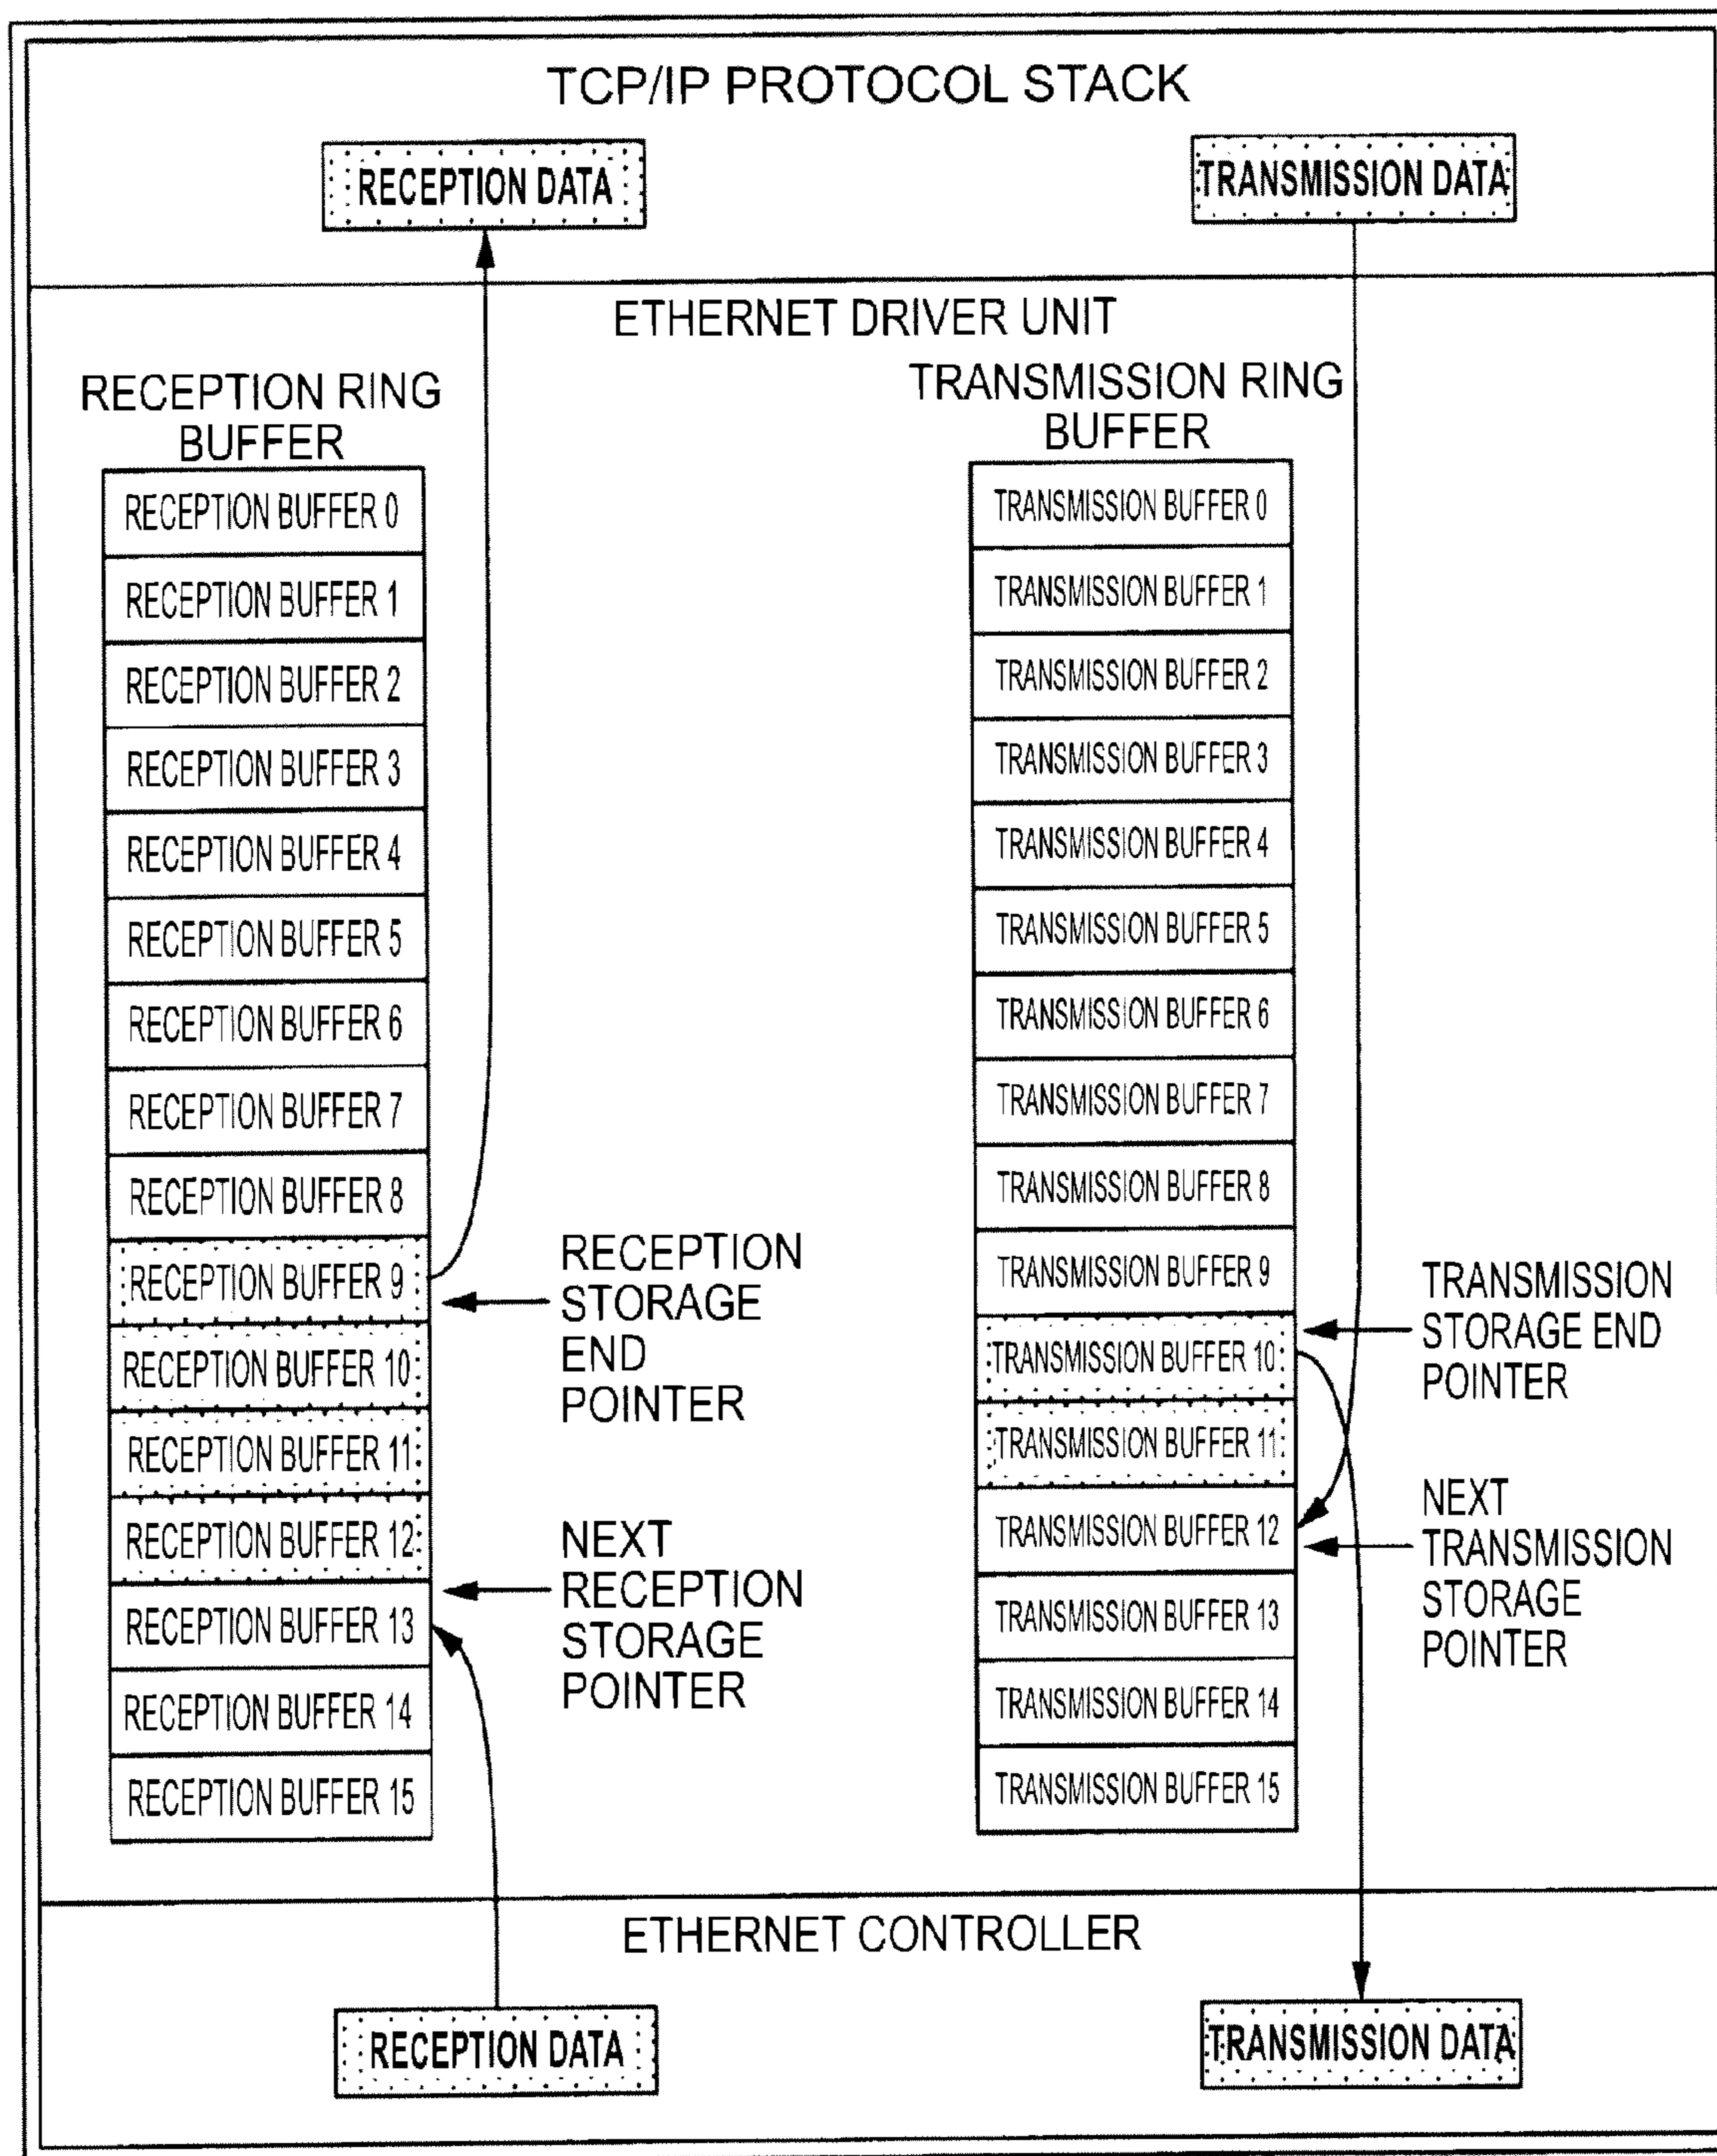 TCP/IP PROTOCOL STACK
RECEPTION DATA
TRANSMISSION DATA
ETHERNET DRIVER UNIT
RECEPTION RING
BUFFER
RECEPTION BUFFER 0
RECEPTION BUFFER 1
RECEPTION BUFFER 2
RECEPTION BUFFER 3
RECEPTION BUFFER 4
RECEPTION BUFFER 5
RECEPTION BUFFER 6
RECEPTION BUFFER 7
RECEPTION BUFFER 8
RECEPTION BUFFER 9
RECEPTION BUFFER 10
RECEPTION BUFFER 11
RECEPTION BUFFER 12
RECEPTION BUFFER 13
RECEPTION BUFFER 14
RECEPTION BUFFER 15
RECEPTION
STORAGE
END
POINTER
NEXT
RECEPTION
STORAGE
POINTER
TRANSMISSION RING
BUFFER
TRANSMISSION BUFFER 0
TRANSMISSION BUFFER 1
TRANSMISSION BUFFER 2
TRANSMISSION BUFFER 3
TRANSMISSION BUFFER 4
TRANSMISSION BUFFER 5
TRANSMISSION BUFFER 6
TRANSMISSION BUFFER 7
TRANSMISSION BUFFER 8
TRANSMISSION BUFFER 9
TRANSMISSION BUFFER 10
TRANSMISSION BUFFER 11
TRANSMISSION BUFFER 12
TRANSMISSION BUFFER 13
TRANSMISSION BUFFER 14
TRANSMISSION BUFFER 15
TRANSMISSION
STORAGE END
POINTER
NEXT
TRANSMISSION
STORAGE
POINTER
ETHERNET CONTROLLER
RECEPTION DATA
TRANSMISSION DATA